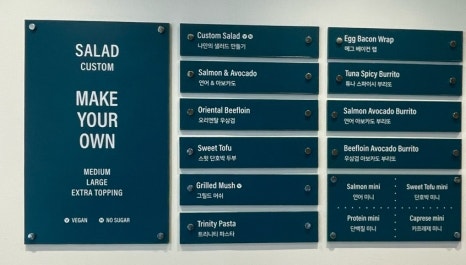 SALAD
CUSTOM
MAKE
YOUR
OWN
MEDIUM
LARGE
EXTRA TOPPING
VEGAN NO SUGAR
Custom Salad
나만의 샐러드 만들기
Salmon & Avocado
연어 & 아보카도
Oriental Beefloin
오리엔탈 우삼겹
Sweet Tofu
스윗 단호박 두부
Grilled Mush
그릴드 머쉬
Trinity Pasta
트리니티 파스타
Egg Bacon Wrap
에그 베이컨 랩
Tuna Spicy Burrito
튜나 스파이시 부리또
Salmon Avocado Burrito
연어 아보카도 부리또
Beefloin Avocado Burrito
우삼겹 아보카도 부리또
Salmon mini
연어 미니
Sweet Tofu mini
단호박 미니
Protein mini
단백질 미니
Caprese mini
카프레제 미니